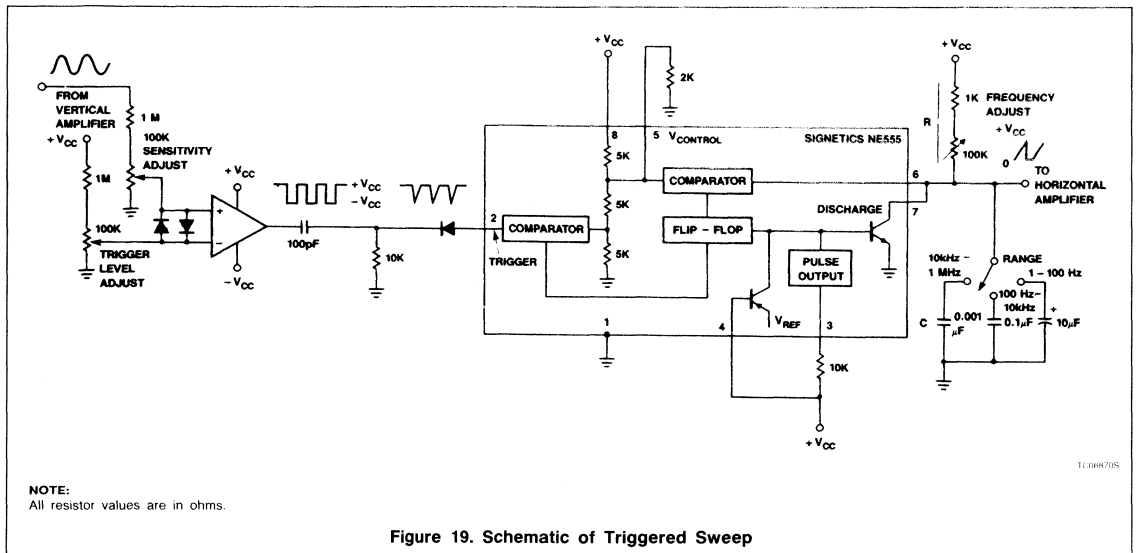 FROM
VERTICAL
AMPLIFIER
+ VCC
1 M
100K
SENSITIVITY
ADJUST
1M
100K
TRIGGER
LEVEL
ADJUST
+ VCC
- VCC
+ VCC
- VCC
100pF
10K
2
TRIGGER
COMPARATOR
+ VCC
8
5K
5K
5K
5
VCONTROL
2K
SIGNETICS NE555
COMPARATOR
FLIP - FLOP
DISCHARGE
PULSE
OUTPUT
VREF
1
4
3
10K
+ VCC
6
7
+ VCC
1K
FREQUENCY
ADJUST
R
100K
+ VCC
0
TO
HORIZONTAL
AMPLIFIER
10kHz -
1 MHz
RANGE
1 - 100 Hz
100 Hz-
10kHz
C
0.001
μF
0.1μF
+
10μF
TC06870S
NOTE:
All resistor values are in ohms.
Figure 19. Schematic of Triggered Sweep